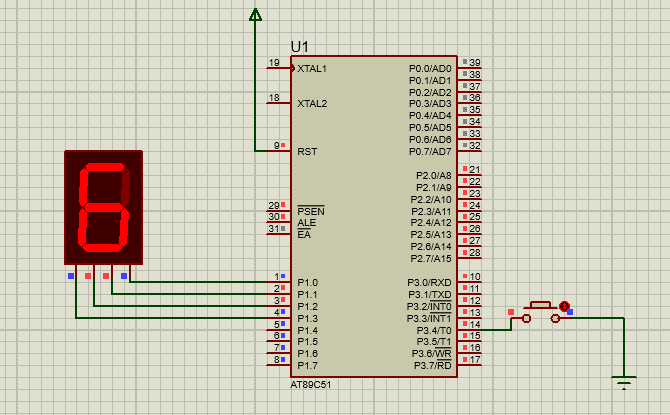 U1
19 XTAL1 P0.0/AD0 39
P0.1/AD1 38
P0.2/AD2 37
18 XTAL2 P0.3/AD3 36
P0.4/AD4 35
P0.5/AD5 34
P0.6/AD6 33
9 RST P0.7/AD7 32
P2.0/A8 21
P2.1/A9 22
P2.2/A10 23
29 PSEN P2.3/A11 24
30 ALE P2.4/A12 25
31 EA P2.5/A13 26
P2.6/A14 27
P2.7/A15 28
1 P1.0 P3.0/RXD 10
2 P1.1 P3.1/TXD 11
3 P1.2 P3.2/INT0 12
4 P1.3 P3.3/INT1 13
5 P1.4 P3.4/T0 14
6 P1.5 P3.5/T1 15
7 P1.6 P3.6/WR 16
8 P1.7 P3.7/RD 17
AT89C51
6